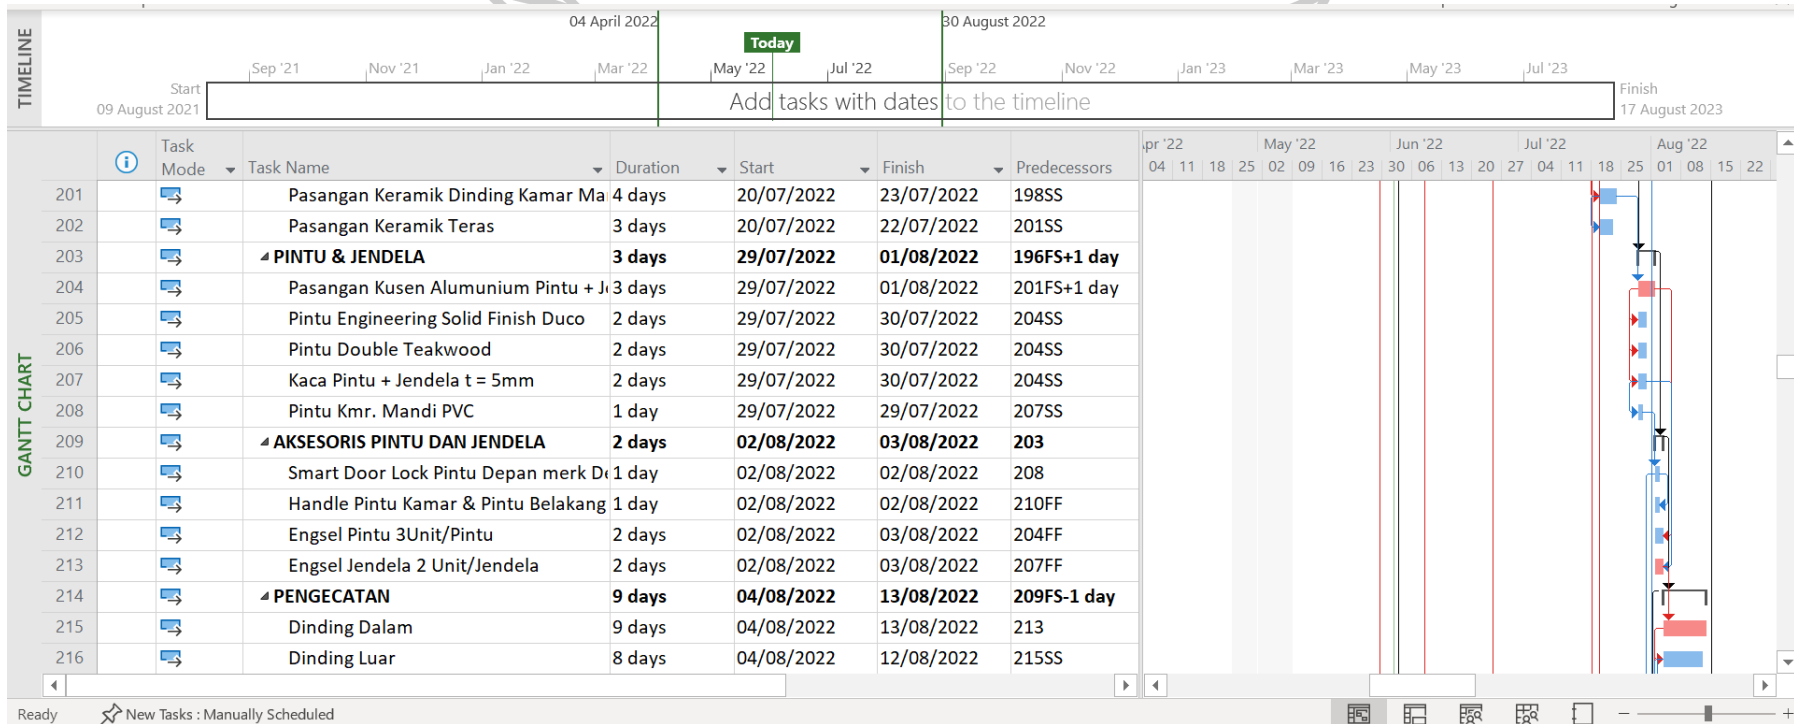 04 April 2022 30 August 2022
Today
Sep '21 Nov '21 Jan '22 Mar '22 May '22 Jul '22 Sep '22 Nov '22 Jan '23 Mar '23 May '23 Jul '23
TIMELINE
Start Finish
09 August 2021 Add tasks with dates to the timeline 17 August 2023
Task Mode Task Name Duration Start Finish Predecessors
pr '22 May '22 Jun '22 Jul '22 Aug '22
04 11 18 25 02 09 16 23 30 06 13 20 27 04 11 18 25 01 08 15 22
GANTT CHART
201 Pasangan Keramik Dinding Kamar Ma 4 days 20/07/2022 23/07/2022 198SS
202 Pasangan Keramik Teras 3 days 20/07/2022 22/07/2022 201SS
203 PINTU & JENDELA 3 days 29/07/2022 01/08/2022 196FS+1 day
204 Pasangan Kusen Alumunium Pintu + J 3 days 29/07/2022 01/08/2022 201FS+1 day
205 Pintu Engineering Solid Finish Duco 2 days 29/07/2022 30/07/2022 204SS
206 Pintu Double Teakwood 2 days 29/07/2022 30/07/2022 204SS
207 Kaca Pintu + Jendela t = 5mm 2 days 29/07/2022 30/07/2022 204SS
208 Pintu Kmr. Mandi PVC 1 day 29/07/2022 29/07/2022 207SS
209 AKSESORIS PINTU DAN JENDELA 2 days 02/08/2022 03/08/2022 203
210 Smart Door Lock Pintu Depan merk De 1 day 02/08/2022 02/08/2022 208
211 Handle Pintu Kamar & Pintu Belakang 1 day 02/08/2022 02/08/2022 210FF
212 Engsel Pintu 3Unit/Pintu 2 days 02/08/2022 03/08/2022 204FF
213 Engsel Jendela 2 Unit/Jendela 2 days 02/08/2022 03/08/2022 207FF
214 PENGECATAN 9 days 04/08/2022 13/08/2022 209FS-1 day
215 Dinding Dalam 9 days 04/08/2022 13/08/2022 213
216 Dinding Luar 8 days 04/08/2022 12/08/2022 215SS
Ready New Tasks : Manually Scheduled